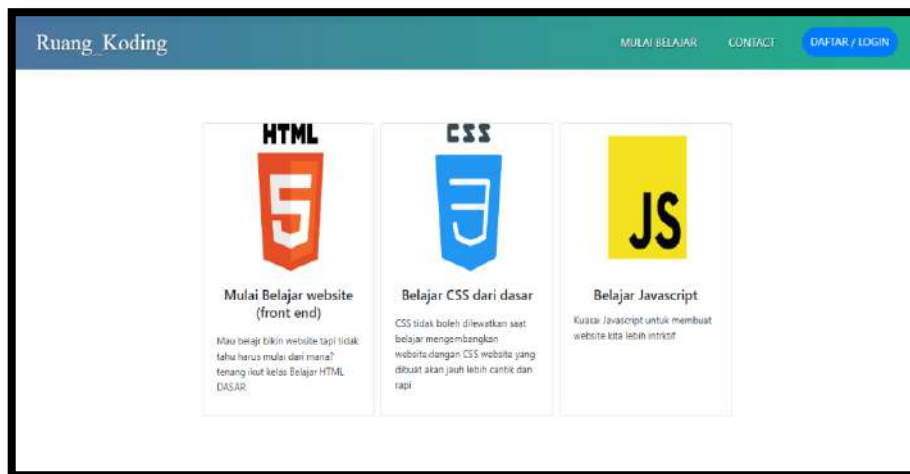 Ruang_Koding
MULAI BELAJAR
CONTACT
DAFTAR / LOGIN
HTML
5
CSS
3
JS
Mulai Belajar website
(front end)
Mau belajr bikin website tapi tidak
tahu harus mulai dari mana?
tenang ikut kelas Belajar HTML
DASAR
Belajar CSS dari dasar
CSS tidak boleh dilewatkan saat
belajar mengembangkan
website.dengan CSS website yang
dibuat akan jauh lebih cantik dan
rapi
Belajar Javascript
Kuasai Javascript untuk membuat
website kita lebih intrktif